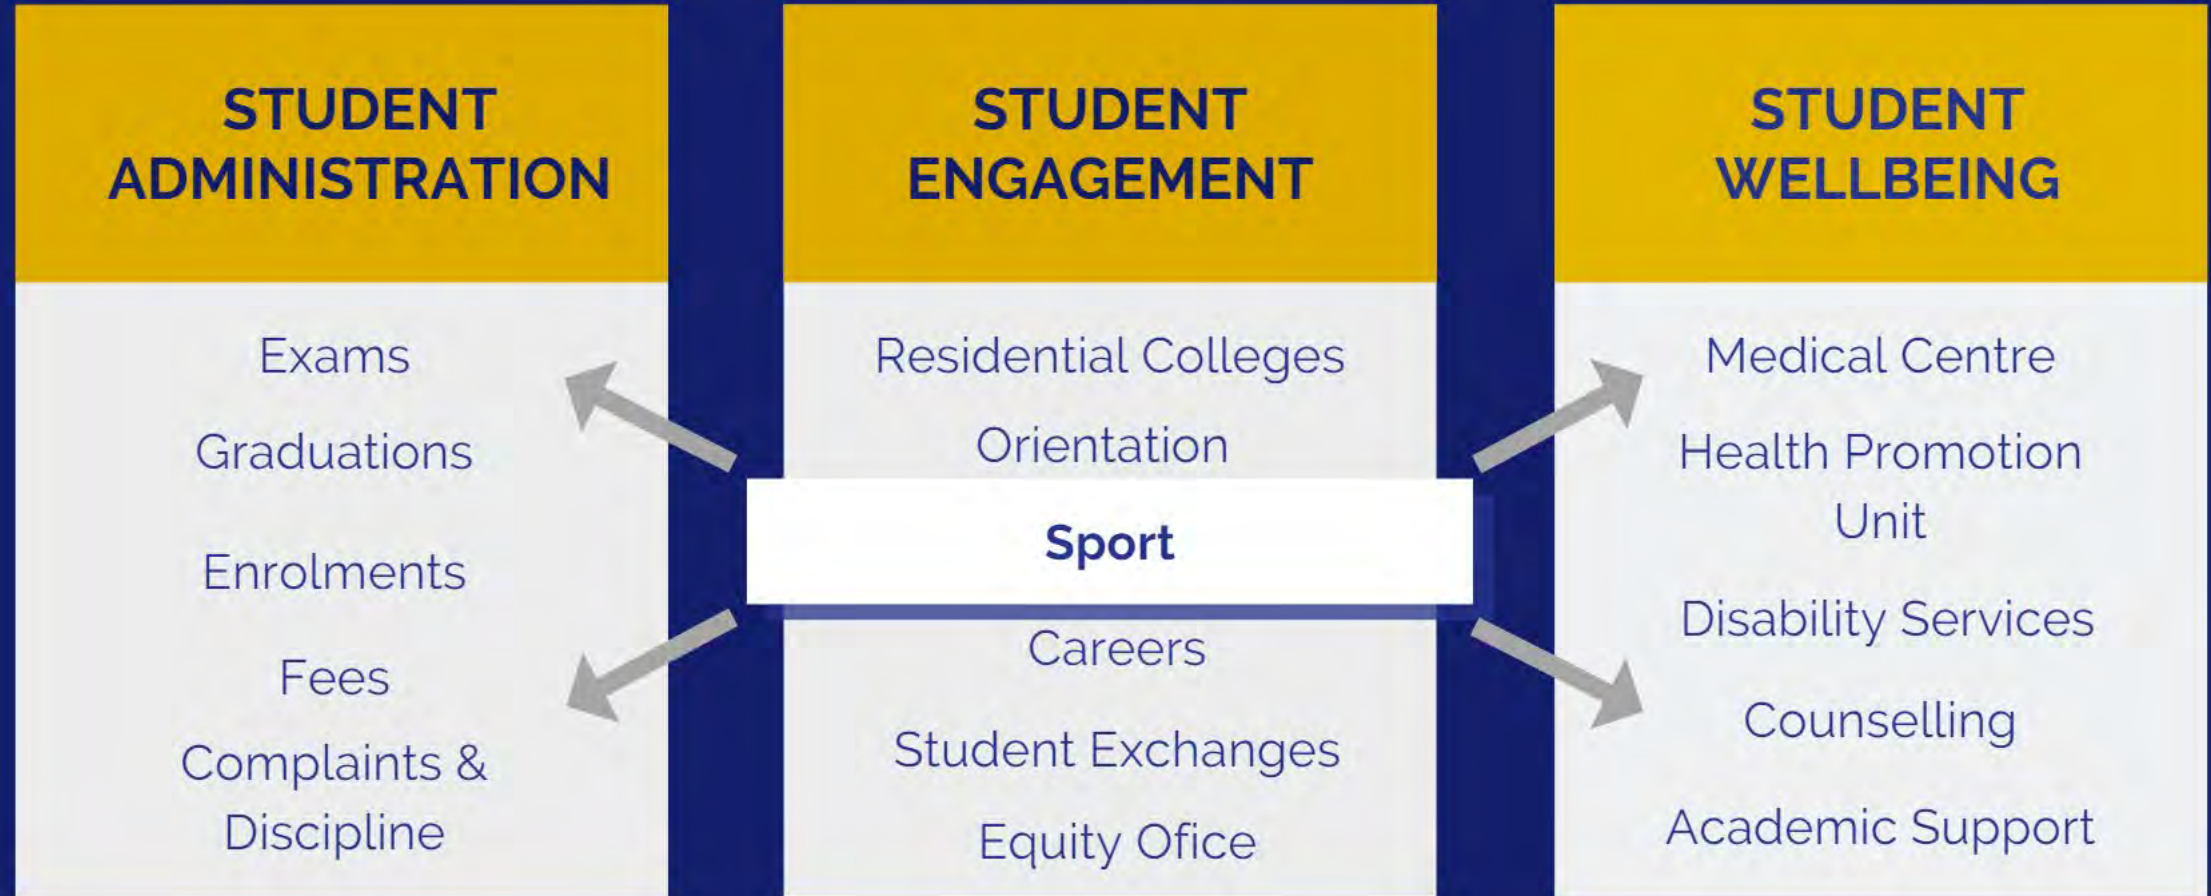 STUDENT
ADMINISTRATION
Exams
Graduations
Enrolments
Fees
Complaints &
Discipline
STUDENT
ENGAGEMENT
Residential Colleges
Orientation
Sport
Careers
Student Exchanges
Equity Ofice
STUDENT
WELLBEING
Medical Centre
Health Promotion
Unit
Disability Services
Counselling
Academic Support